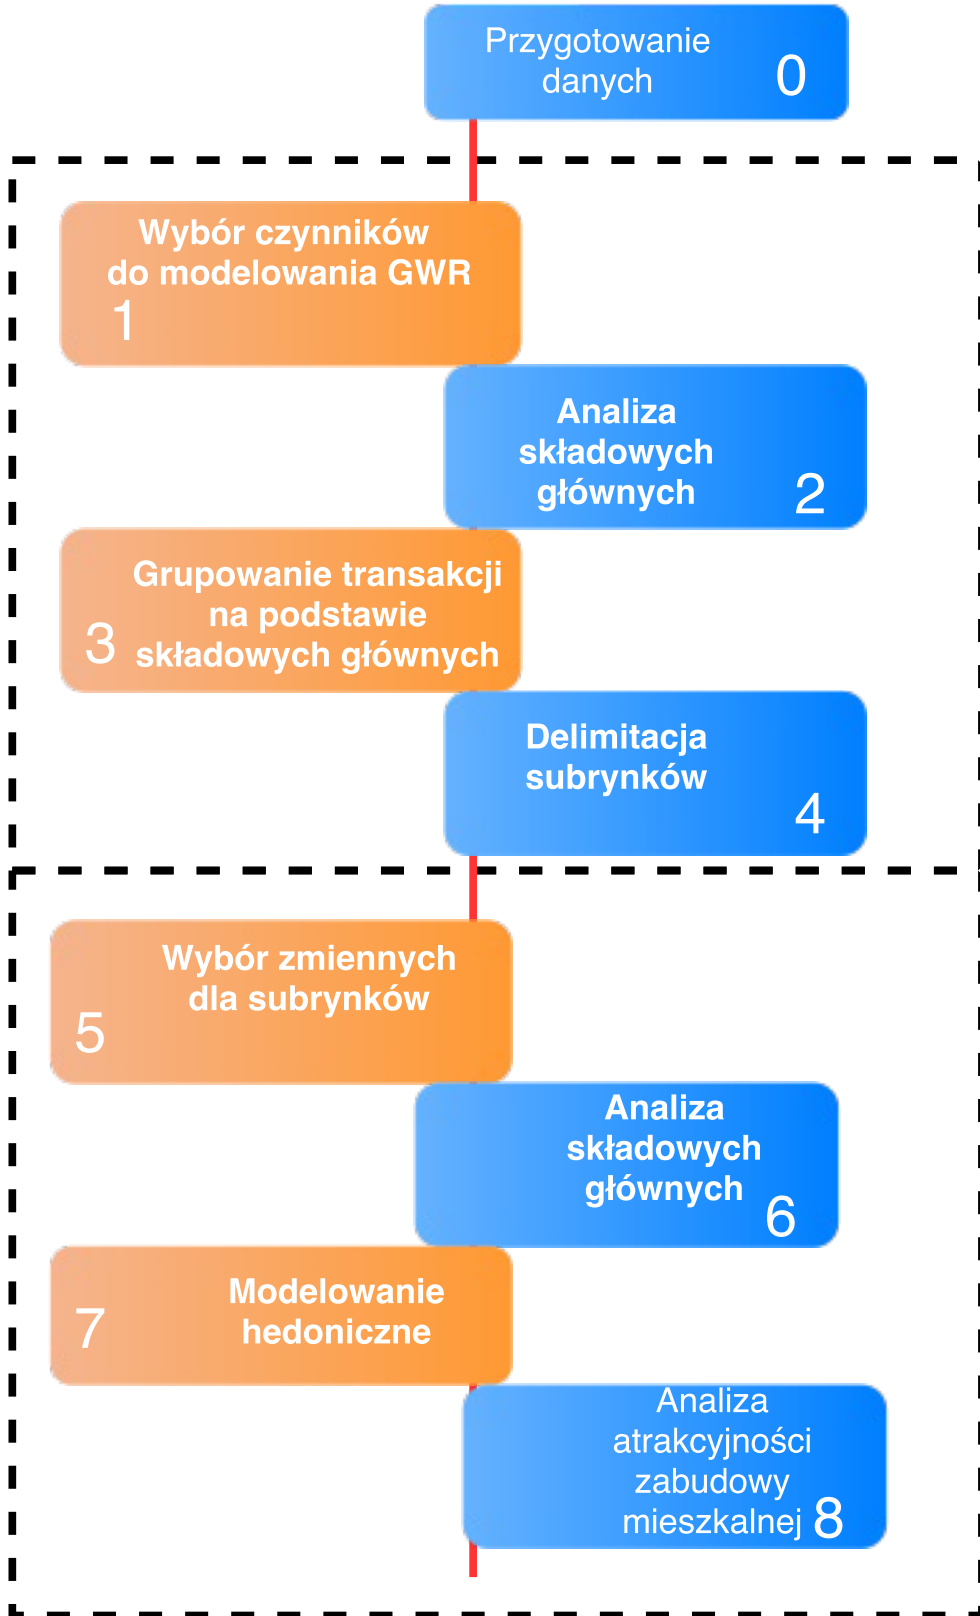 Przygotowanie
danych
0
Wybór czynników
do modelowania GWR
1
Analiza
składowych
głównych
2
Grupowanie transakcji
na podstawie
składowych głównych
3
Delimitacja
subrynków
4
Wybór zmiennych
dla subrynków
5
Analiza
składowych
głównych
6
Modelowanie
hedoniczne
7
Analiza
atrakcyjności
zabudowy
mieszkalnej
8